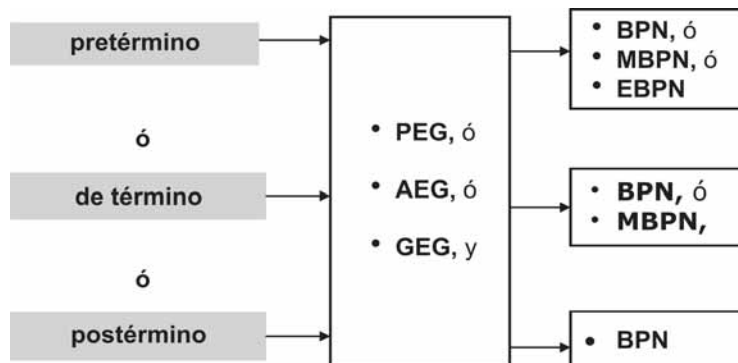 pretérmino
ó
de término
ó
postérmino
• PEG, ó
• AEG, ó
• GEG, y
• BPN, ó
• MBPN, ó
• EBPN
• BPN, ó
• MBPN,
• BPN